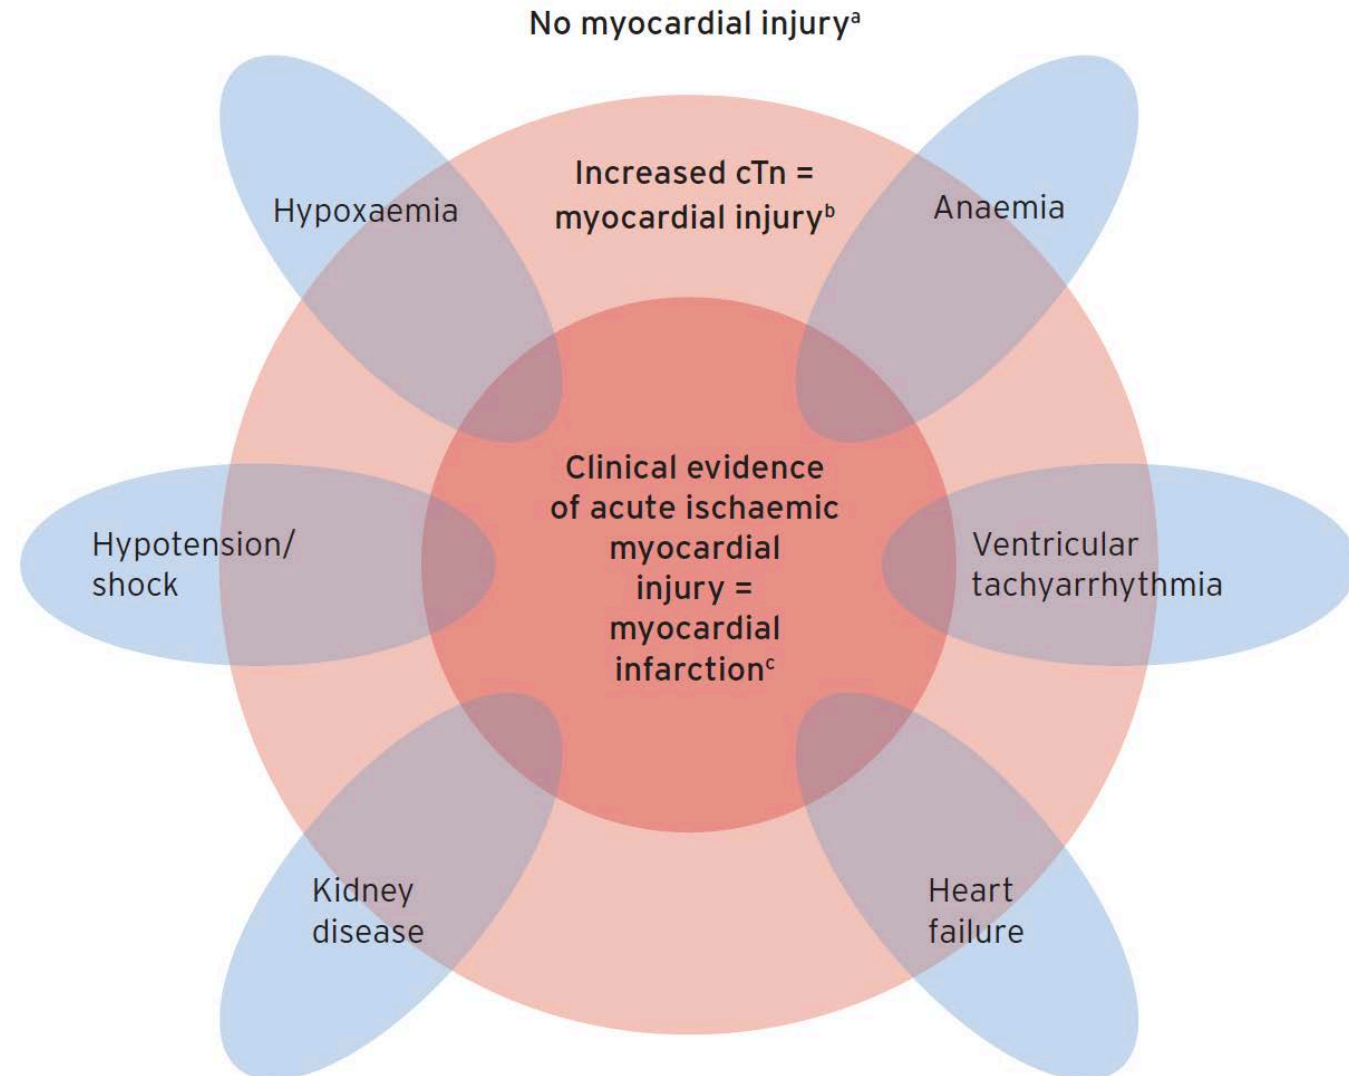 No myocardial injuryᵃ
Increased cTn =
myocardial injuryᵇ
Hypoxaemia
Anaemia
Clinical evidence
of acute ischaemic
myocardial
injury =
myocardial
infarctionᶜ
Hypotension/
shock
Ventricular
tachyarrhythmia
Kidney
disease
Heart
failure